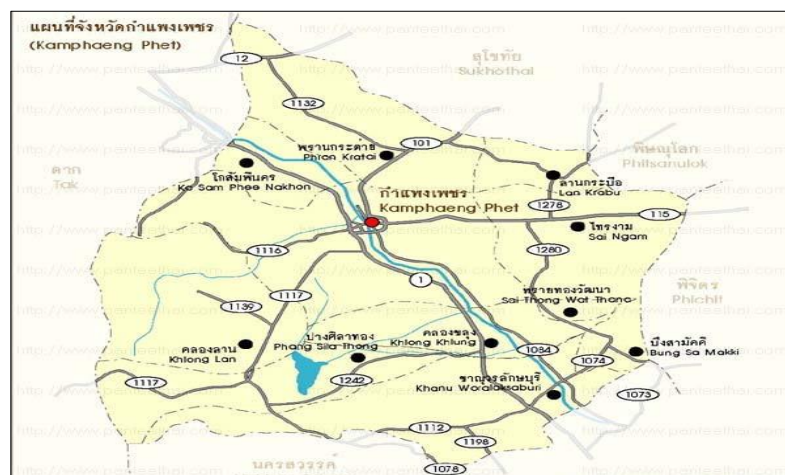 แผนที่จังหวัดกำแพงเพชร
(Kamphaeng Phet)
http://www.panteethai.com
12
สุโขทัย
Sukhothai
1132
พรานกระต่าย
Phran Kratai
101
พิษณุโลก
Phitsanulok
ตาก
Tak
โกสัมพีนคร
Ko Sam Phee Nakhon
ลานกระบือ
Lan Krabu
กำแพงเพชร
Kamphaeng Phet
1278
115
ไทรงาม
Sai Ngam
1116
1280
1
พิจิตร
Phichit
1117
ทรายทองวัฒนา
Sai Thong Wat Thana
1139
ปางศิลาทอง
Phang Sila Thong
คลองขลุง
Khlong Khlung
1084
บึงสามัคคี
Bung Sa Makki
คลองลาน
Khlong Lan
1074
1117
1242
ขาณุวรลักษบุรี
Khanu Woralaksaburi
1073
1112
1198
นครสวรรค์
1078